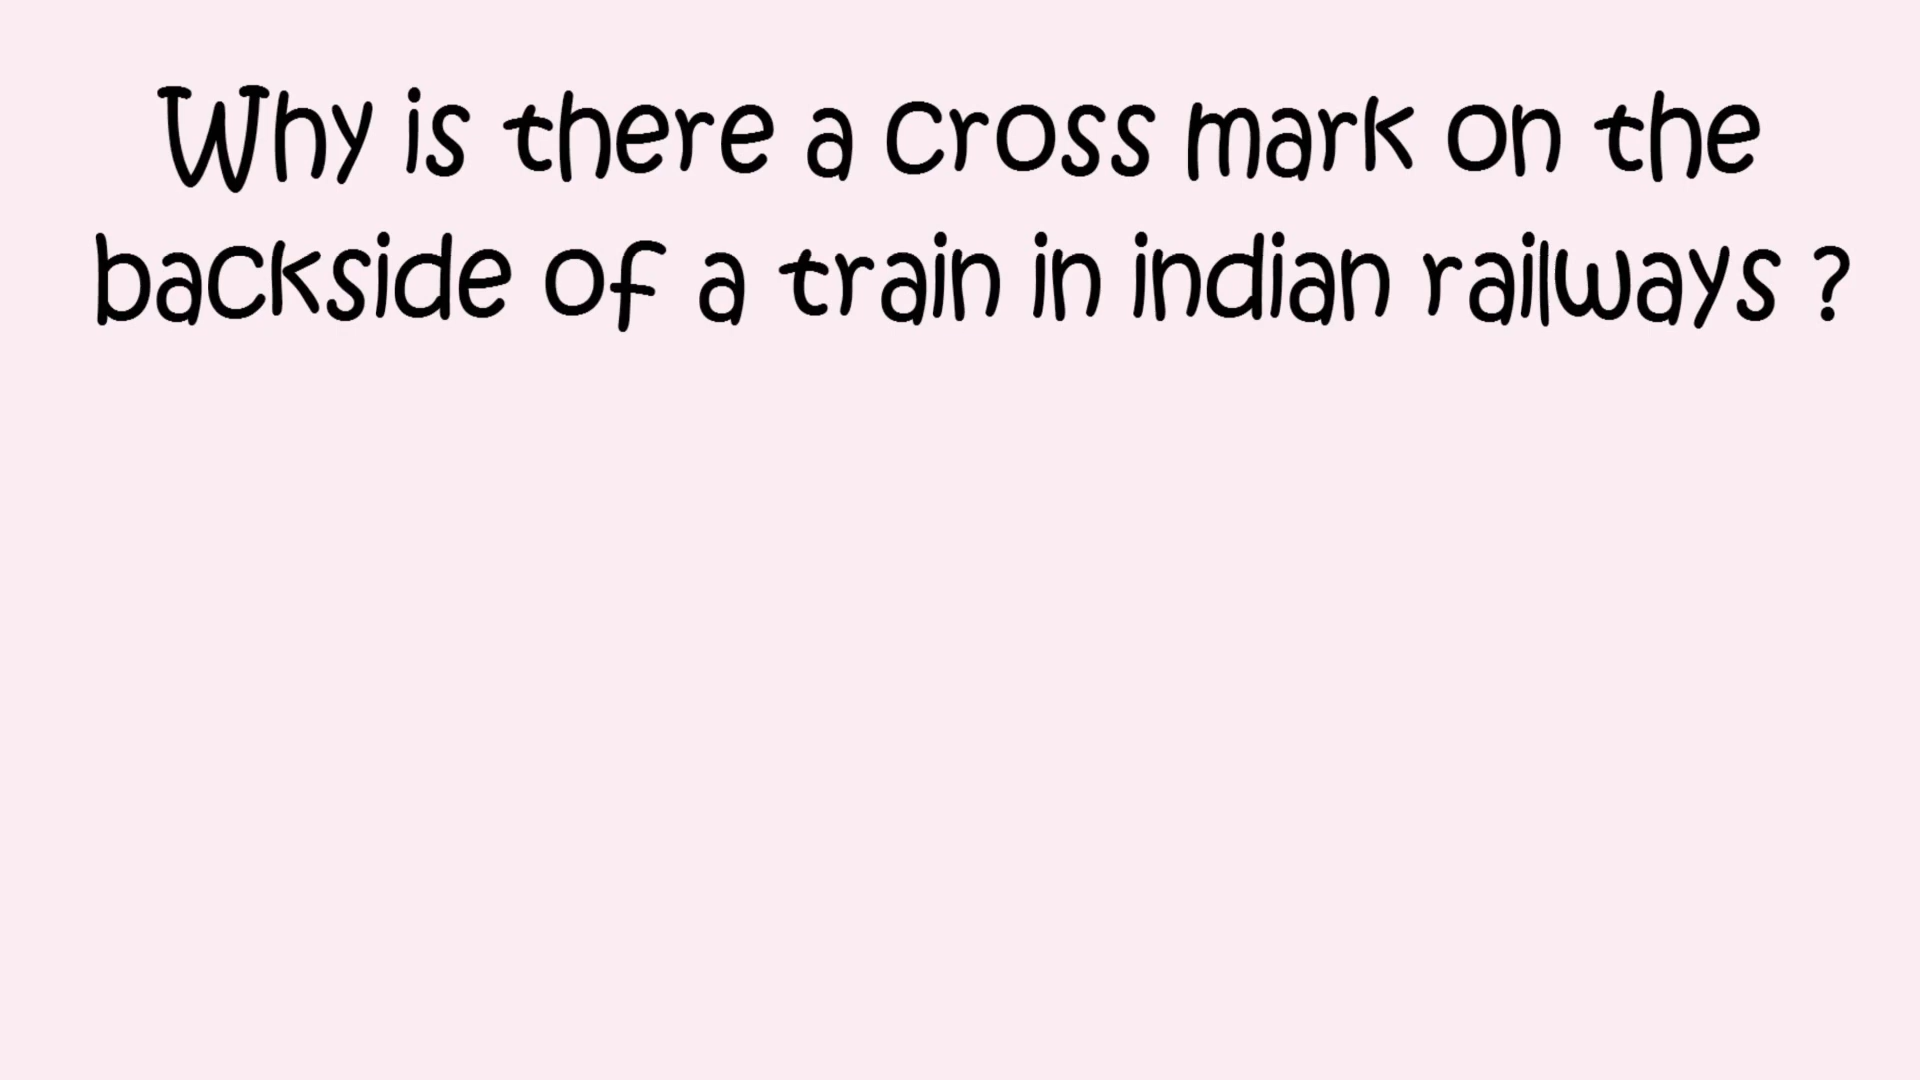 Why is there a cross mark on the
backside of a train in indian railways ?